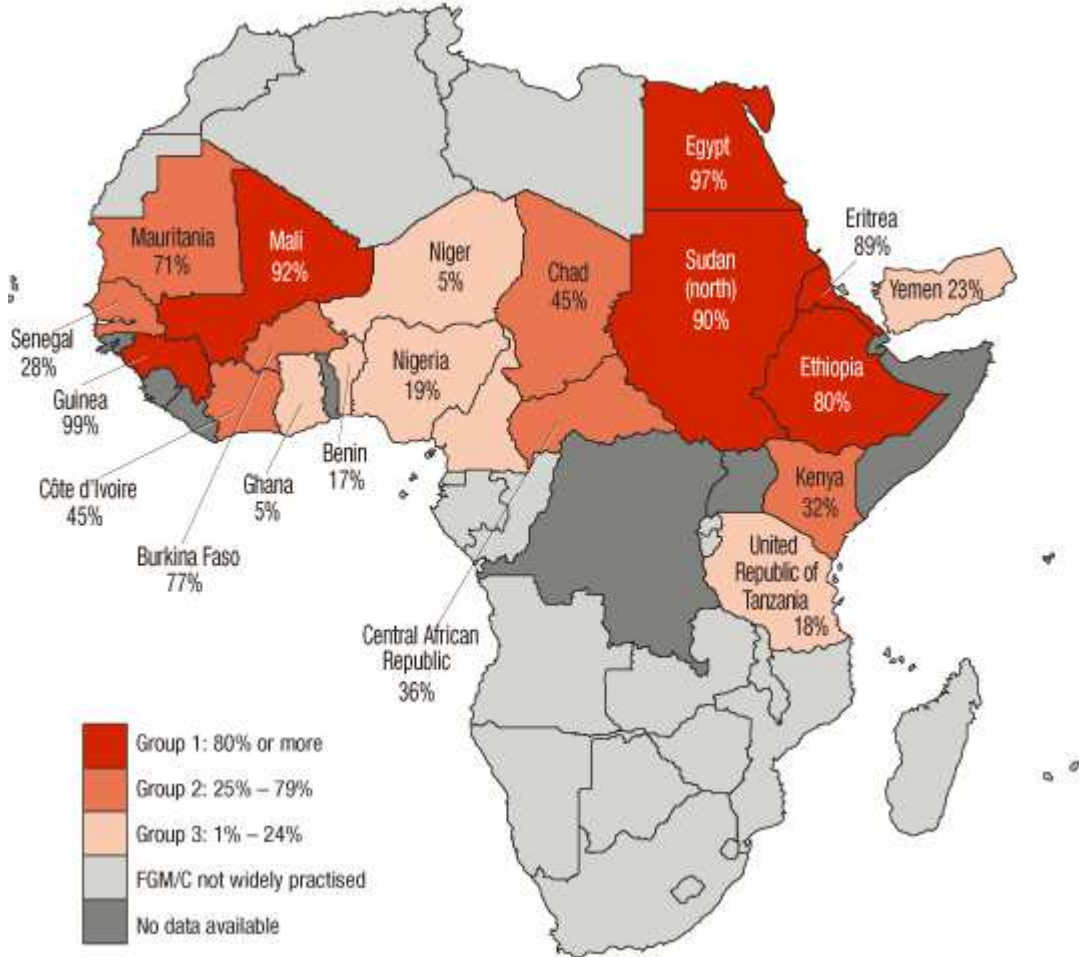 Egypt
97%
Eritrea
89%
Mauritania
71%
Mali
92%
Niger
5%
Chad
45%
Sudan
(north)
90%
Yemen 23%
Senegal
28%
Guinea
99%
Nigeria
19%
Ethiopia
80%
Côte d'Ivoire
45%
Ghana
5%
Benin
17%
Kenya
32%
Burkina Faso
77%
United
Republic of
Tanzania
18%
Central African
Republic
36%
Group 1: 80% or more
Group 2: 25% – 79%
Group 3: 1% – 24%
FGM/C not widely practised
No data available